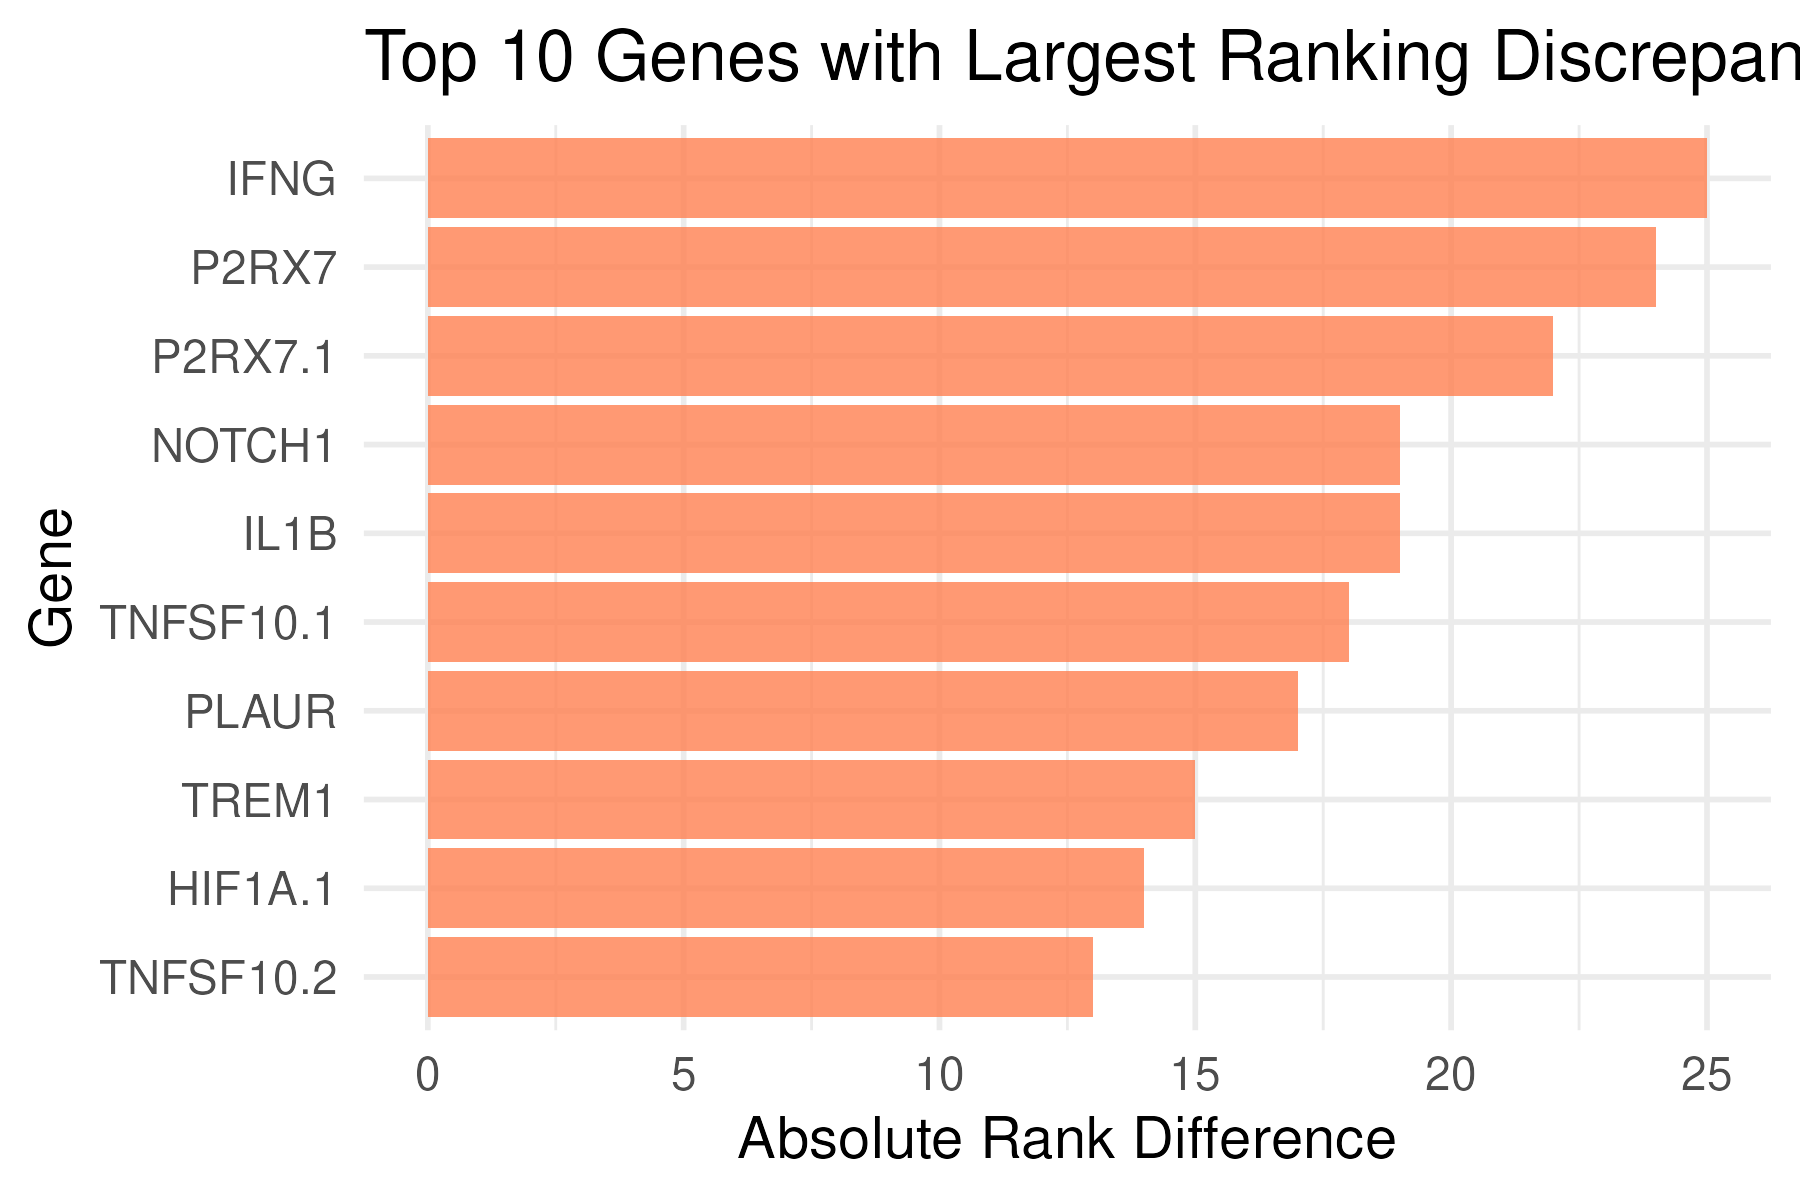 Top 10 Genes with Largest Ranking Discrepan
IFNG
P2RX7
P2RX7.1
NOTCH1
IL1B
TNFSF10.1
PLAUR
TREM1
HIF1A.1
TNFSF10.2
Gene
0 5 10 15 20 25
Absolute Rank Difference